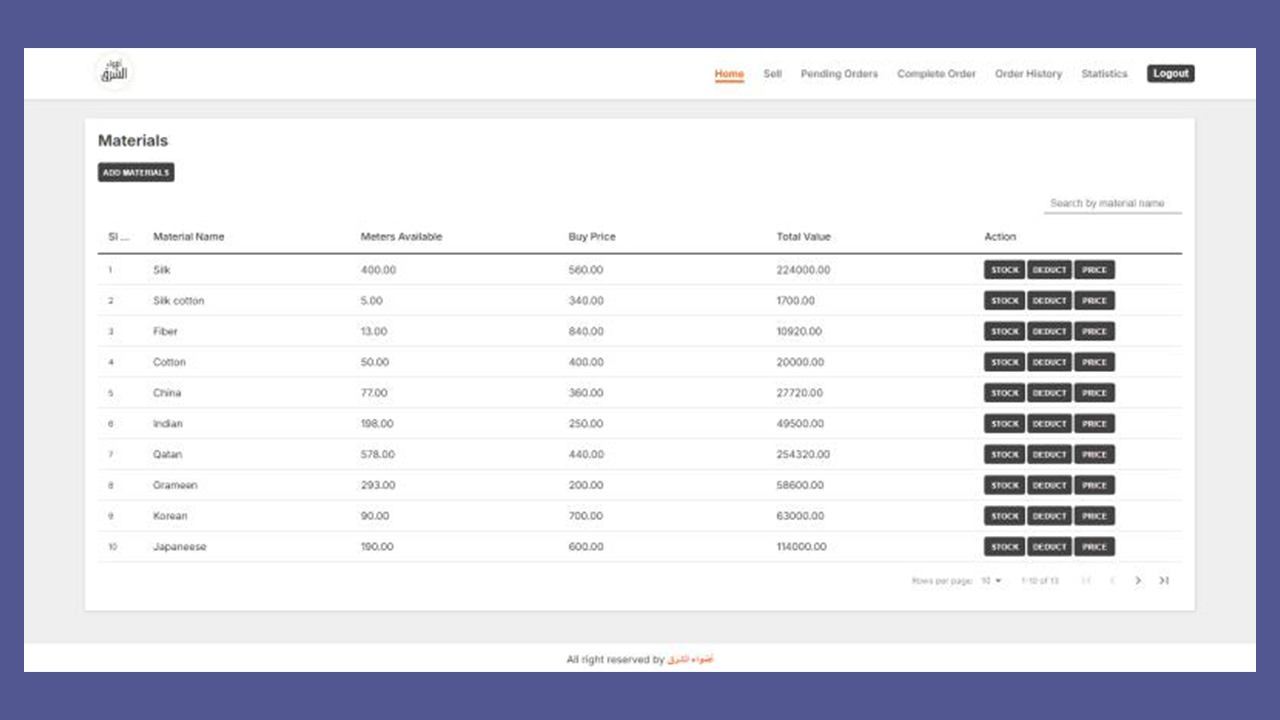 أضواء
الشرق
Home Sell Pending Orders Complete Order Order History Statistics Logout
Materials
ADD MATERIALS
Search by material name
Sl ... Material Name Meters Available Buy Price Total Value Action
1 Silk 400.00 560.00 224000.00 STOCK DEDUCT PRICE
2 Silk cotton 5.00 340.00 1700.00 STOCK DEDUCT PRICE
3 Fiber 13.00 840.00 10920.00 STOCK DEDUCT PRICE
4 Cotton 50.00 400.00 20000.00 STOCK DEDUCT PRICE
5 China 77.00 360.00 27720.00 STOCK DEDUCT PRICE
6 Indian 198.00 250.00 49500.00 STOCK DEDUCT PRICE
7 Qatan 578.00 440.00 254320.00 STOCK DEDUCT PRICE
8 Grameen 293.00 200.00 58600.00 STOCK DEDUCT PRICE
9 Korean 90.00 700.00 63000.00 STOCK DEDUCT PRICE
10 Japaneese 190.00 600.00 114000.00 STOCK DEDUCT PRICE
Rows per page: 10 1-10 of 13
All right reserved by أضواء الشرق